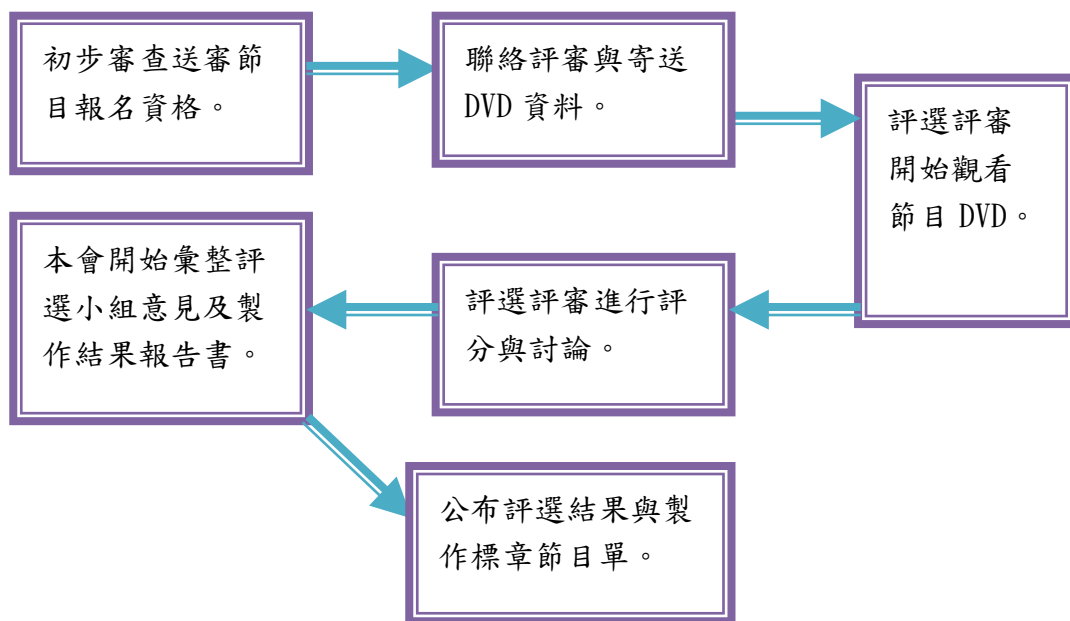 初步審查送審節
目報名資格。
聯絡評審與寄送
DVD 資料。
評選評審
開始觀看
節目 DVD。
評選評審進行評
分與討論。
本會開始彙整評
選小組意見及製
作結果報告書。
公布評選結果與製
作標章節目單。